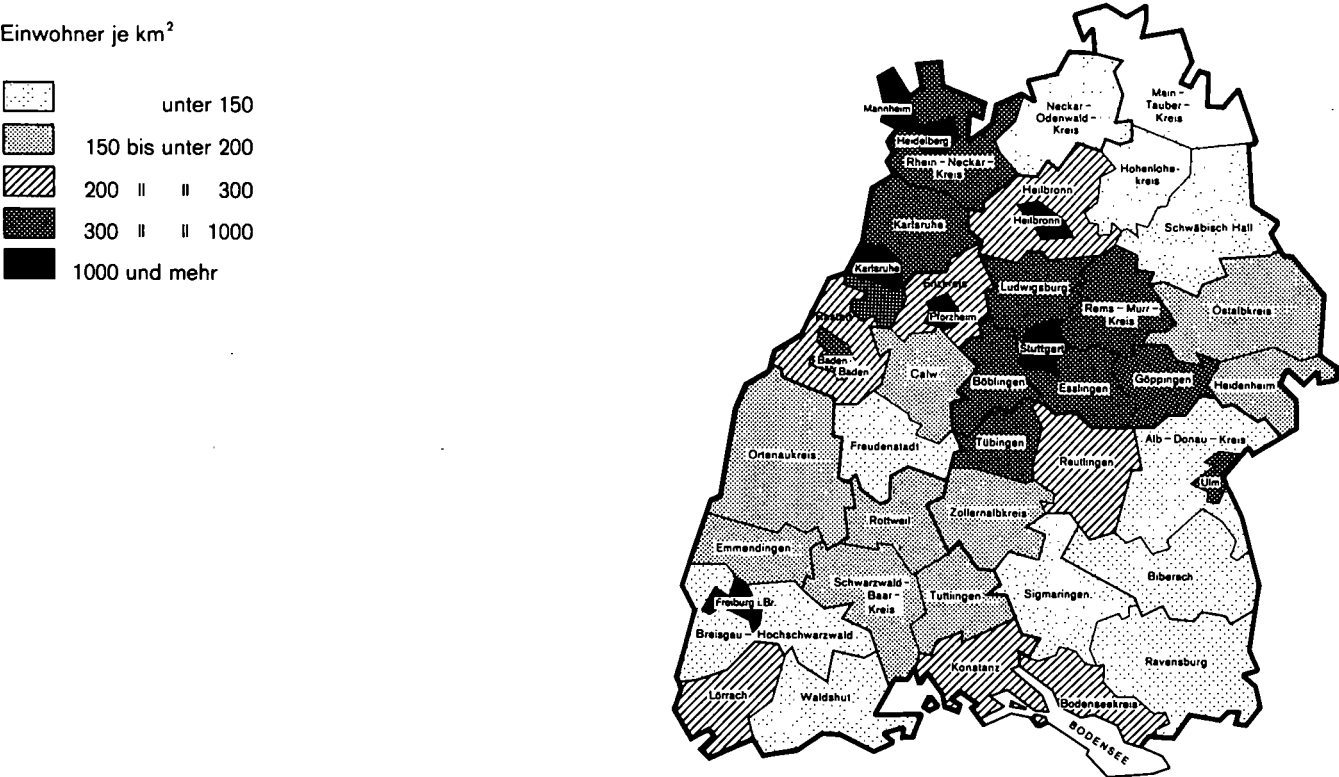 Einwohner je km²
unter 150
150 bis unter 200
200 " " 300
300 " " 1000
1000 und mehr
Main-
Tauber-
Kreis
Neckar-
Odenwald-
Kreis
Mannheim
Heidelberg
Rhein-Neckar-
Kreis
Hohenlohe-
kreis
Heilbronn
Heilbronn
Karlsruhe
Schwäbisch Hall
Karlsruhe
Enzkreis
Ludwigsburg
Rems-Murr-
Kreis
Ostalbkreis
Rastatt
Pforzheim
Stuttgart
Baden-
Baden
Calw
Böblingen
Esslingen
Göppingen
Heidenheim
Freudenstadt
Tübingen
Alb-Donau-Kreis
Ortenaukreis
Reutlingen
Ulm
Rottweil
Zollernalbkreis
Emmendingen
Schwarzwald-
Baar-
Kreis
Tuttlingen
Sigmaringen
Biberach
Freiburg i.Br.
Breisgau-Hochschwarzwald
Konstanz
Ravensburg
Lörrach
Waldshut
Bodenseekreis
BODENSEE